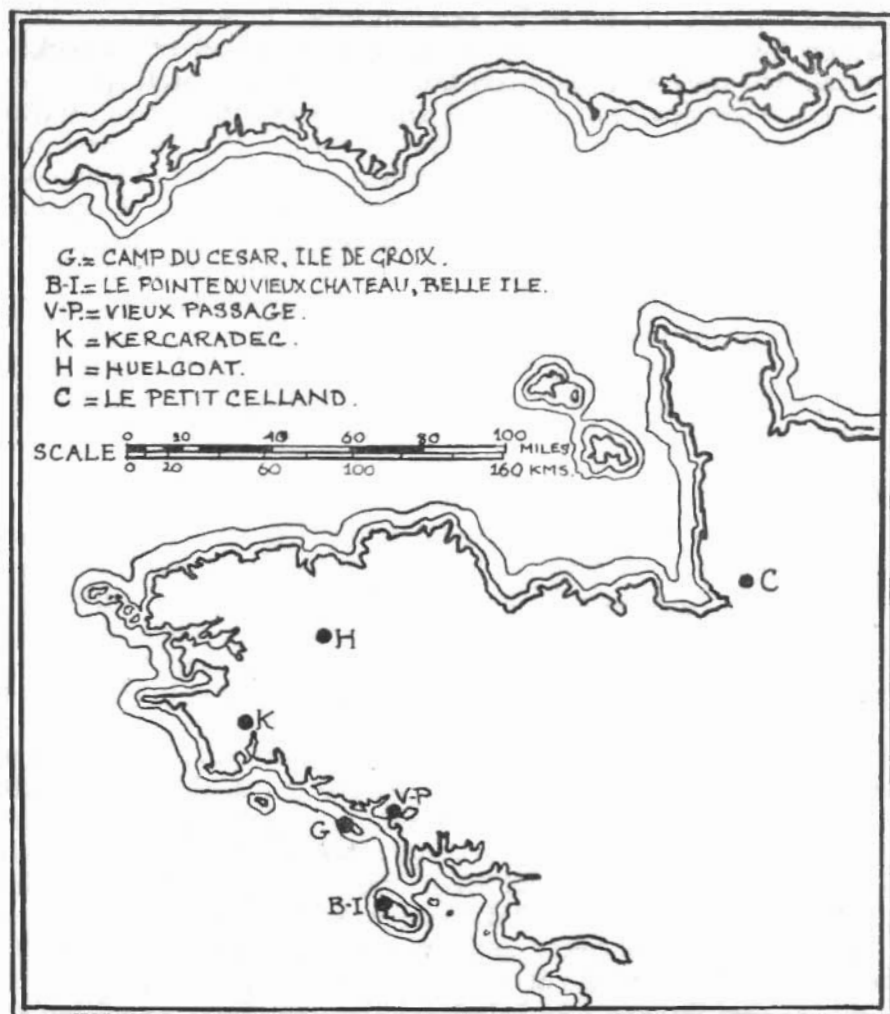 G.= CAMP DU CESAR, ILE DE GROIX.
B-I.= LE POINTE DU VIEUX CHATEAU, BELLE ILE.
V-P.= VIEUX PASSAGE.
K = KERCARADEC.
H = HUELGOAT.
C = LE PETIT CELLAND.
0 20 40 60 80 100
SCALE MILES
0 20 60 100 160 KMS.
C
H
K
V-P
G
B-I